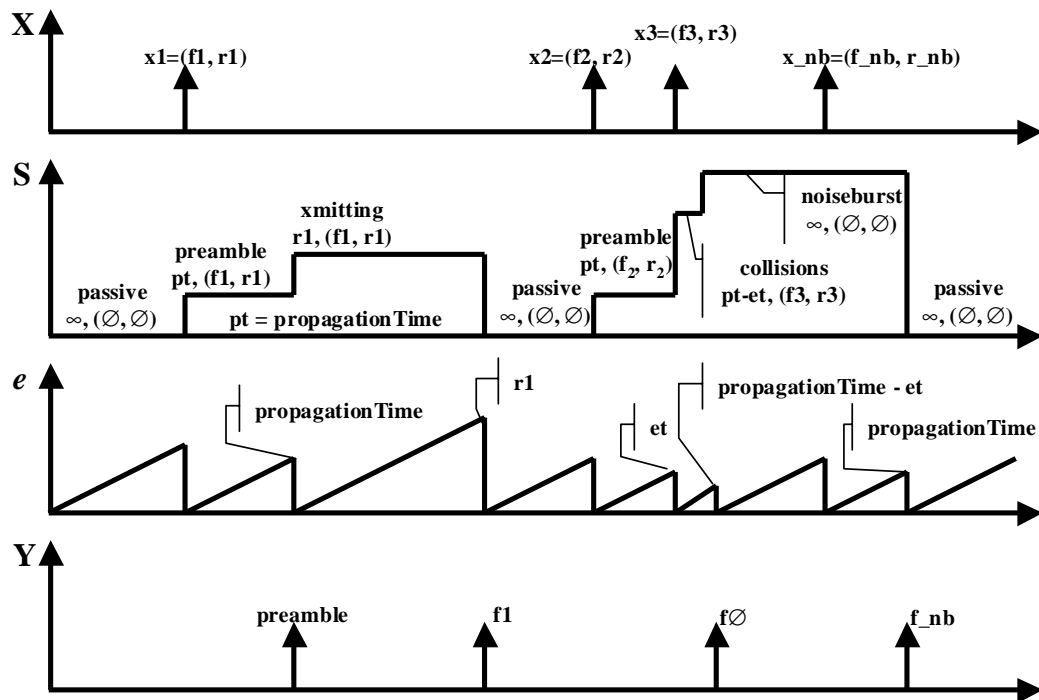 X
x1=(f1, r1)
x2=(f2, r2)
x3=(f3, r3)
x_nb=(f_nb, r_nb)
S
passive
∞, (∅, ∅)
preamble
pt, (f1, r1)
xmitting
r1, (f1, r1)
pt = propagationTime
passive
∞, (∅, ∅)
preamble
pt, (f₂, r₂)
collisions
pt-et, (f3, r3)
noiseburst
∞, (∅, ∅)
passive
∞, (∅, ∅)
e
propagationTime
r1
et
propagationTime - et
propagationTime
Y
preamble
f1
f∅
f_nb